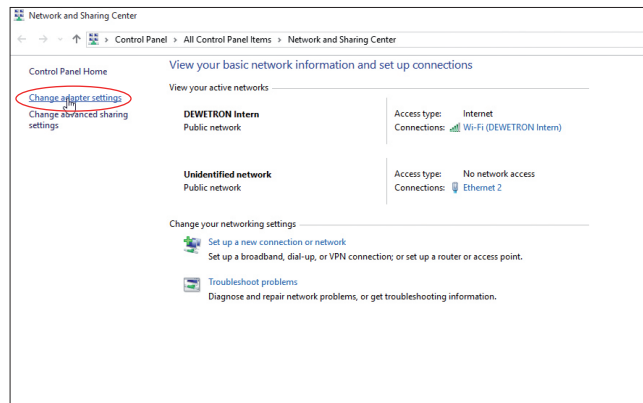 Network and Sharing Center
Control Panel > All Control Panel Items > Network and Sharing Center
Control Panel Home
Change adapter settings
Change advanced sharing
settings
View your basic network information and set up connections
View your active networks
DEWETRON Intern
Public network
Access type: Internet
Connections: Wi-Fi (DEWETRON Intern)
Unidentified network
Public network
Access type: No network access
Connections: Ethernet 2
Change your networking settings
Set up a new connection or network
Set up a broadband, dial-up, or VPN connection; or set up a router or access point.
Troubleshoot problems
Diagnose and repair network problems, or get troubleshooting information.